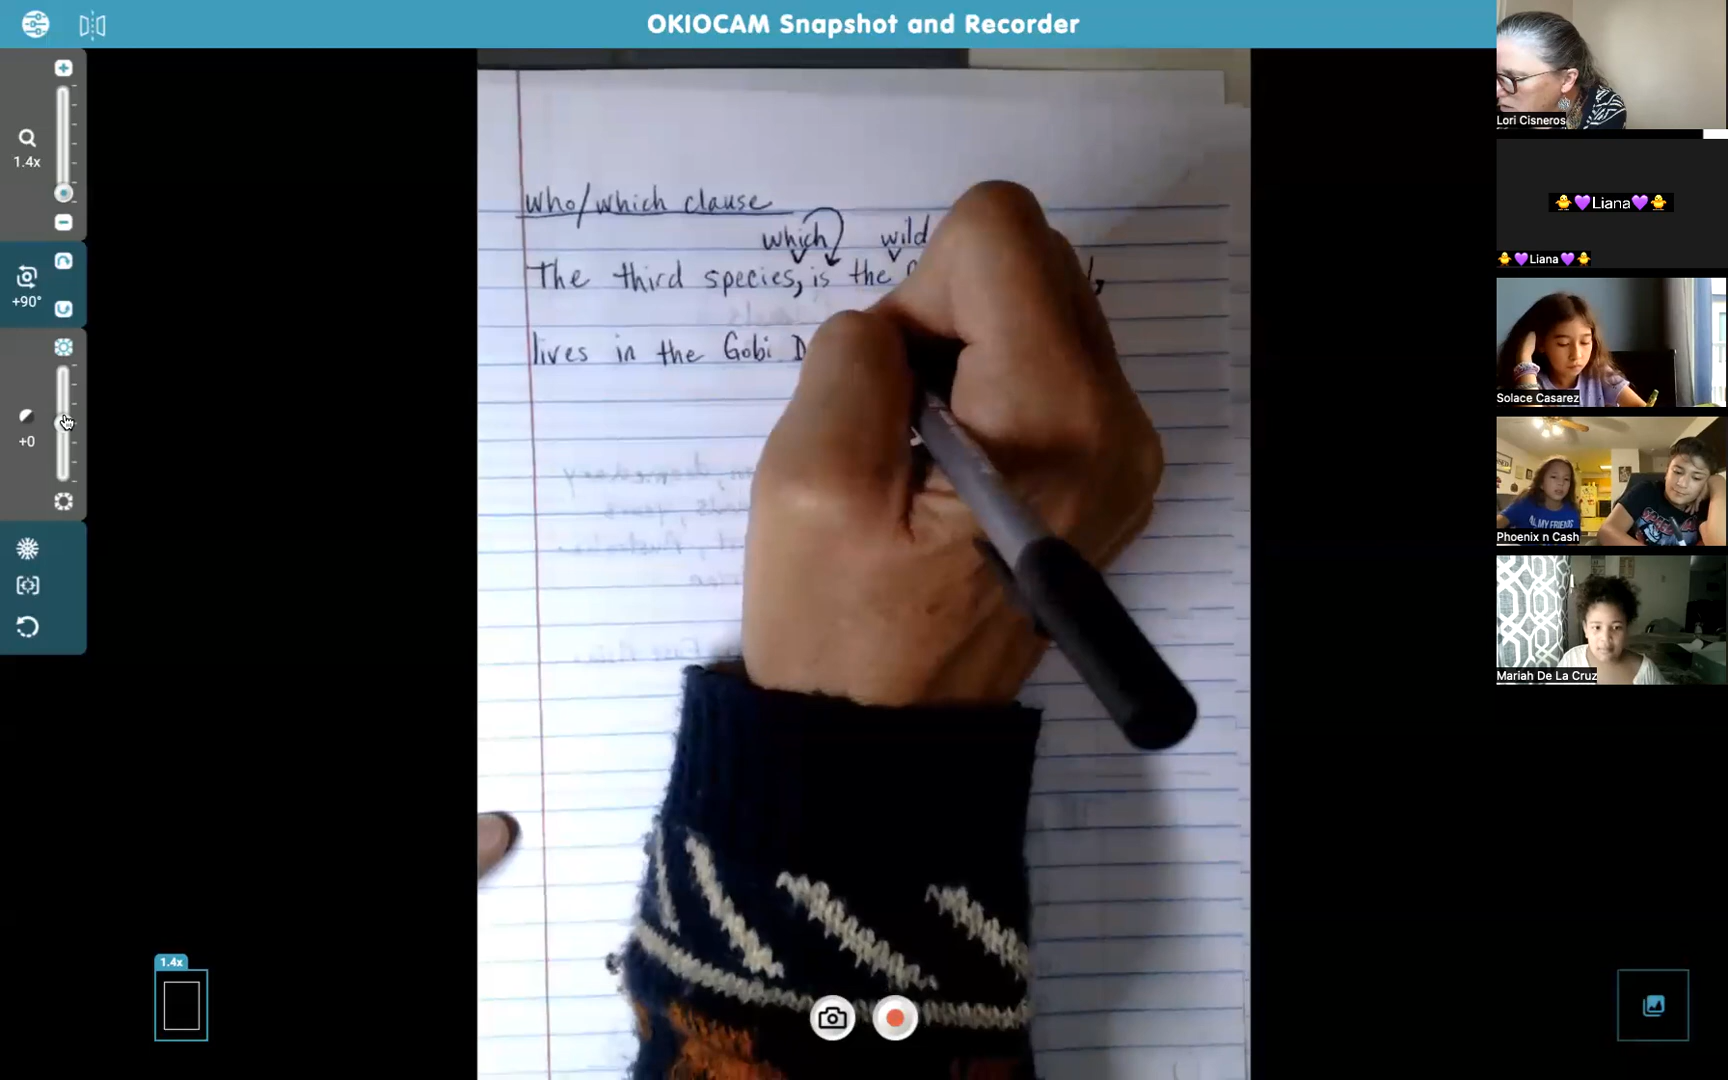 OKIOCAM Snapshot and Recorder
1.4x
+90°
+0
who/which clause
which wild
The third species, is the
lives in the Gobi
1.4x
Lori Cisneros
🐥💜Liana💜🐥
🐥💜Liana💜🐥
Solace Casarez
Phoenix n Cash
Mariah De La Cruz